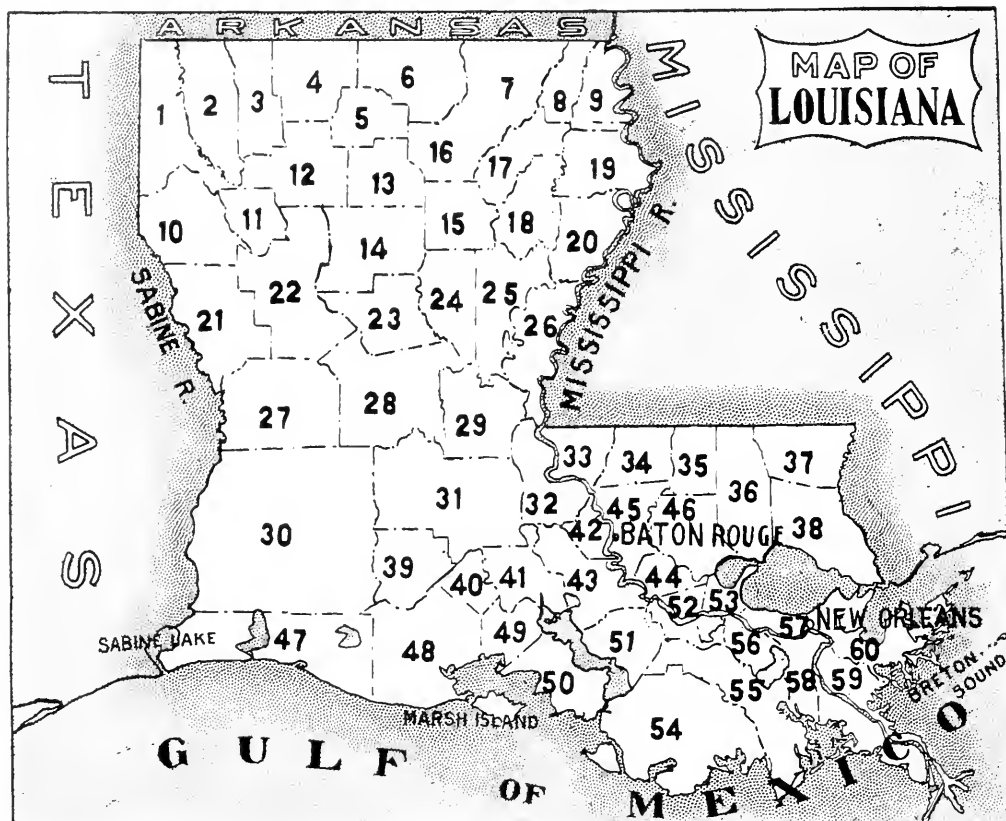 ARKANSAS
MAP OF
LOUISIANA
TEXAS
MISSISSIPPI
1 2 3 4 6 7 8 9
5
16
12 13 17 19
10 11 15 18
14 20
MISSISSIPPI R.
SABINE R.
21 22 23 24 25 26
27 28 29
33 34 35 36 37
30 31 32 45 46 38
42 BATON ROUGE
39 40 41 43 44
52 53
57 NEW ORLEANS
SABINE LAKE 47 48 49 51 56 60
50 55 58 59
BRETON SOUND
MARSH ISLAND
54
GULF OF MEXICO